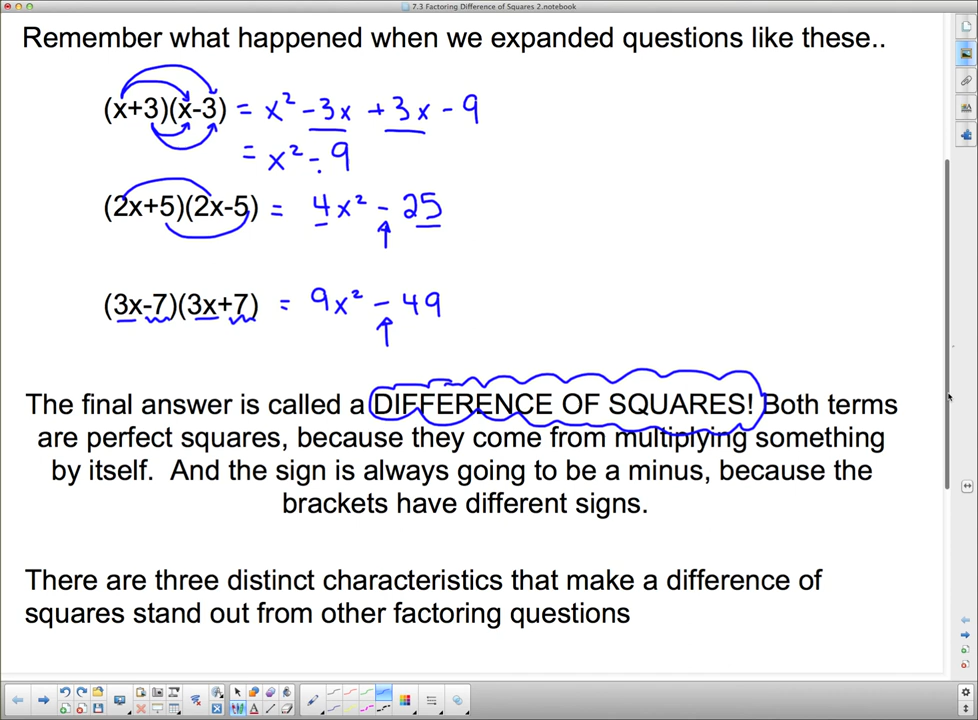 7.3 Factoring Difference of Squares 2.notebook
Remember what happened when we expanded questions like these..
(x+3)(x-3) = x² - 3x + 3x - 9
= x² - 9
(2x+5)(2x-5) = 4x² - 25
(3x-7)(3x+7) = 9x² - 49
The final answer is called a DIFFERENCE OF SQUARES! Both terms
are perfect squares, because they come from multiplying something
by itself. And the sign is always going to be a minus, because the
brackets have different signs.
There are three distinct characteristics that make a difference of
squares stand out from other factoring questions